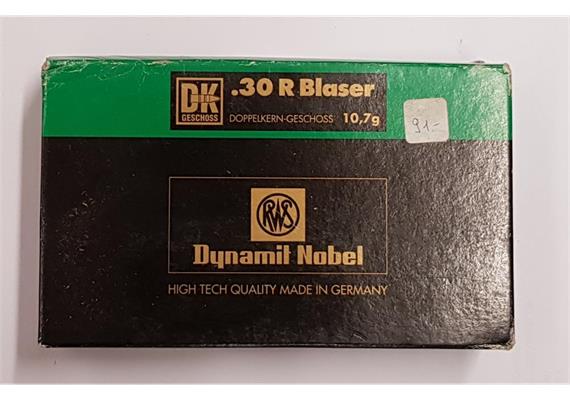 DK
GESCHOSS
.30 R Blaser
DOPPELKERN-GESCHOSS 10,7g
91.-
RWS
Dynamit Nobel
HIGH TECH QUALITY MADE IN GERMANY